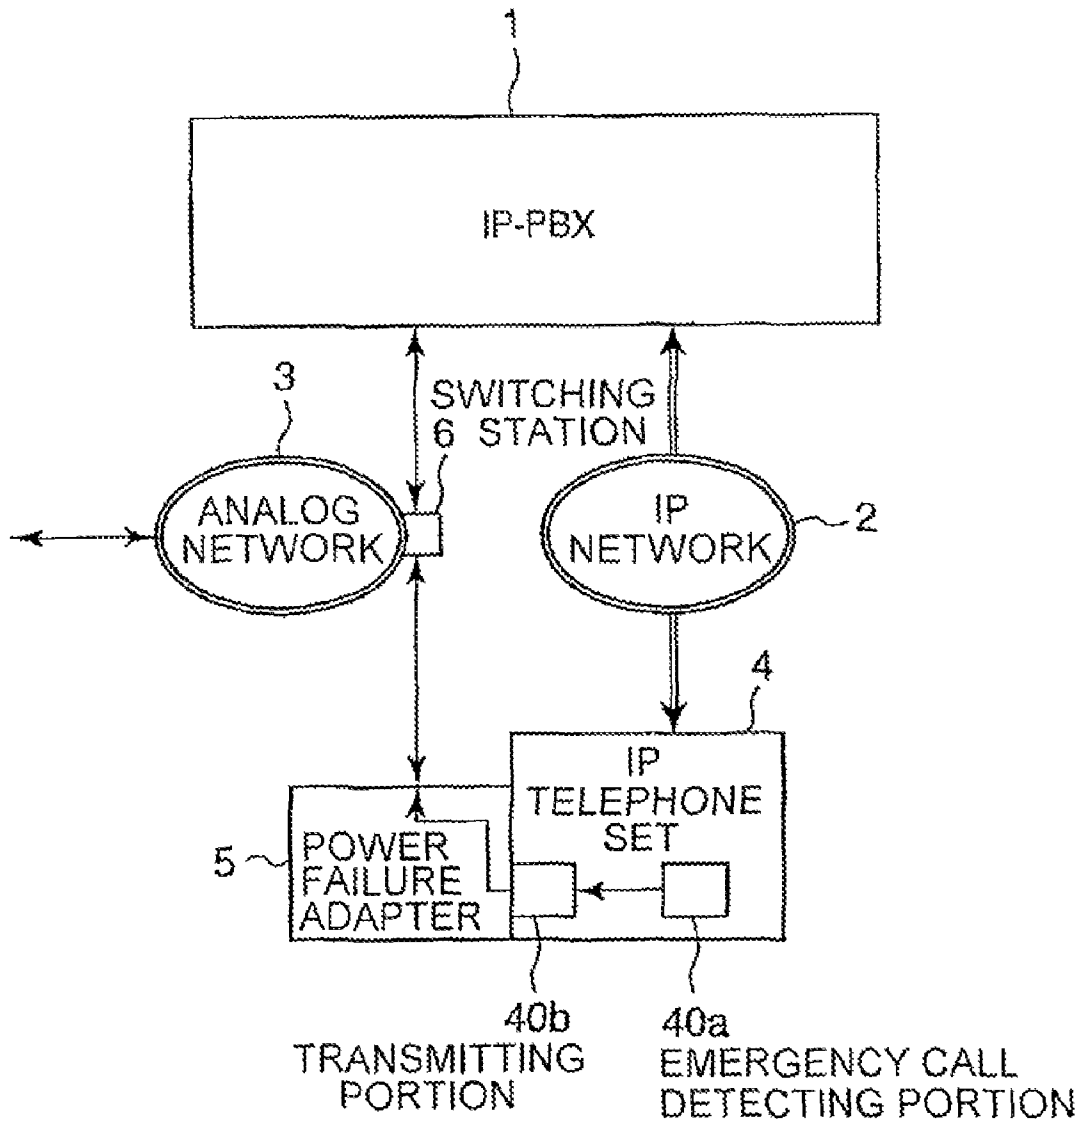 1
IP-PBX
3
SWITCHING
6 STATION
ANALOG
NETWORK
IP
NETWORK
2
4
IP
TELEPHONE
SET
5
POWER
FAILURE
ADAPTER
40b
TRANSMITTING
PORTION
40a
EMERGENCY CALL
DETECTING PORTION